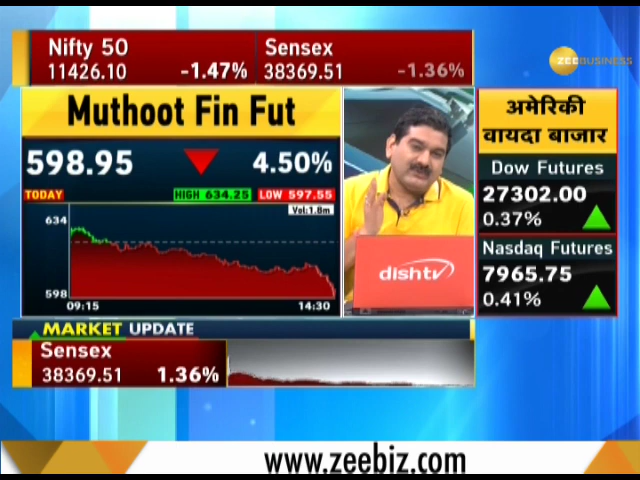 Nifty 50
11426.10 -1.47%
Sensex
38369.51 -1.36%
ZEE BUSINESS
Muthoot Fin Fut
598.95 4.50%
TODAY HIGH 634.25 LOW 597.55
Vol:1.8m
634
598
09:15 14:30
dishtv
अमेरिकी
वायदा बाजार
Dow Futures
27302.00
0.37%
Nasdaq Futures
7965.75
0.41%
MARKET UPDATE
Sensex
38369.51 1.36%
www.zeebiz.com